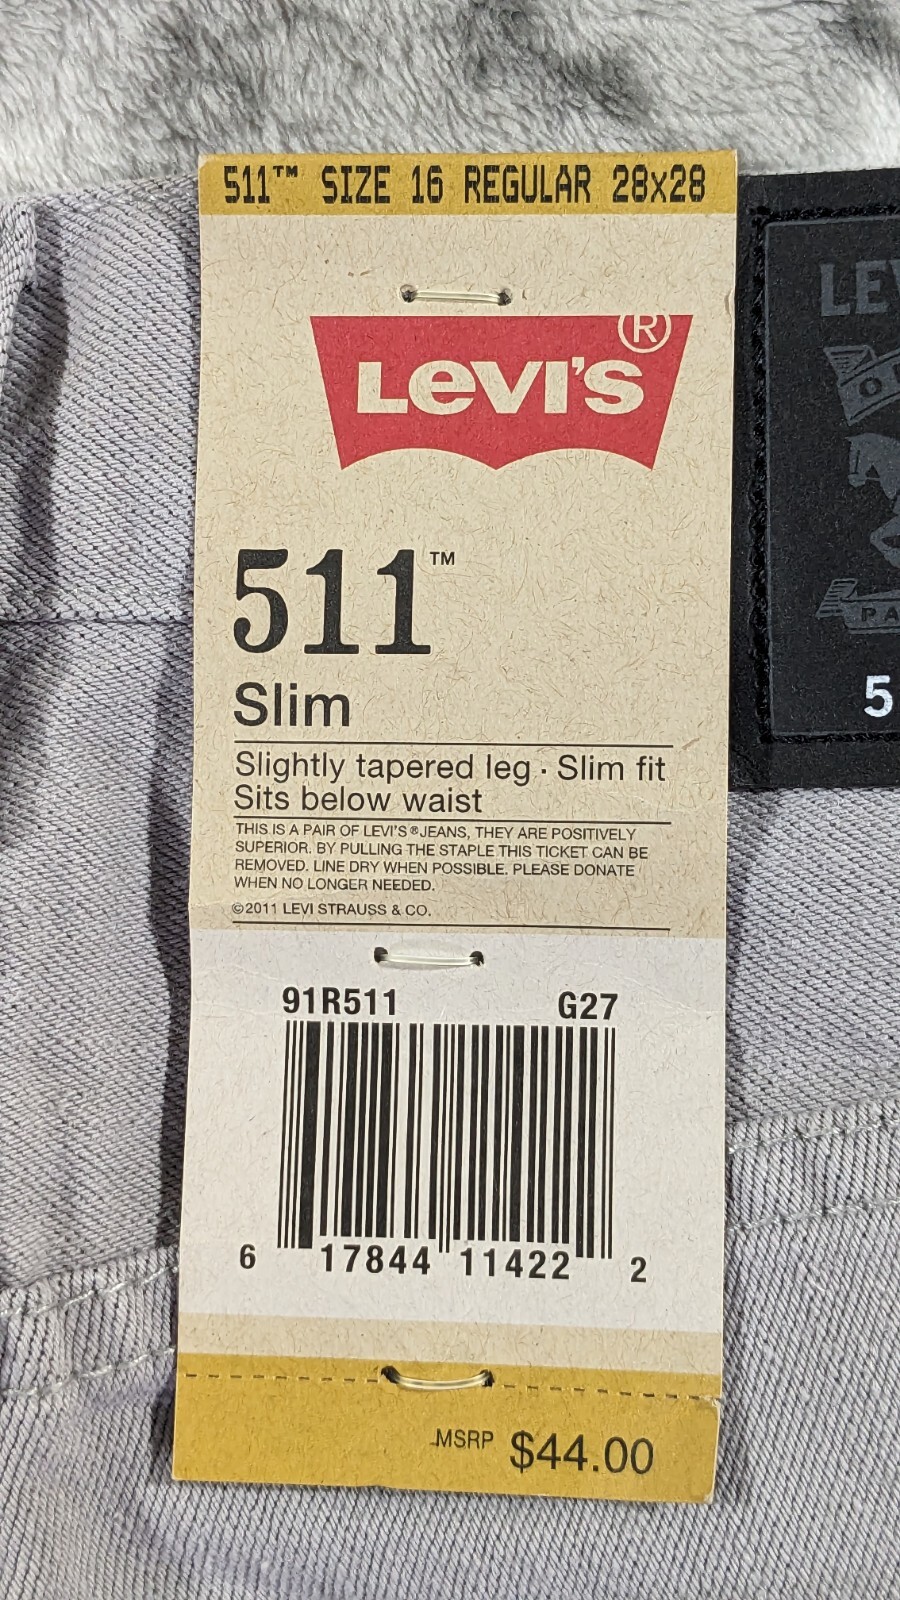 511™ SIZE 16 REGULAR 28x28
LEVI'S®
511™
Slim
Slightly tapered leg · Slim fit
Sits below waist
THIS IS A PAIR OF LEVI'S® JEANS, THEY ARE POSITIVELY
SUPERIOR. BY PULLING THE STAPLE THIS TICKET CAN BE
REMOVED. LINE DRY WHEN POSSIBLE. PLEASE DONATE
WHEN NO LONGER NEEDED.
©2011 LEVI STRAUSS & CO.
91R511 G27
6 17844 11422 2
MSRP $44.00
LEV
5